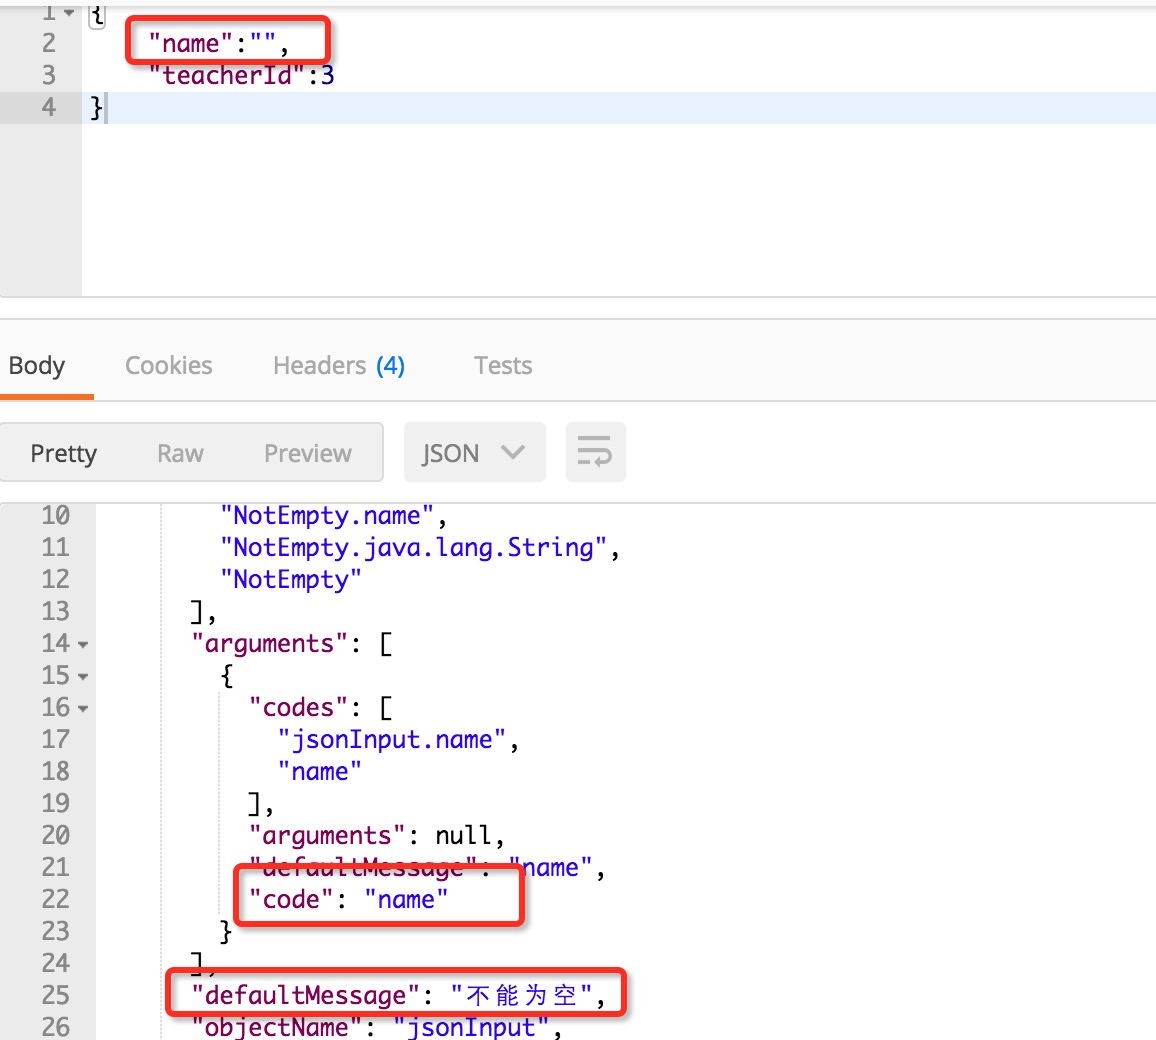 1 {
2 "name":"",
3 "teacherId":3
4 }
Body Cookies Headers (4) Tests
Pretty Raw Preview JSON
10 "NotEmpty.name",
11 "NotEmpty.java.lang.String",
12 "NotEmpty"
13 ],
14 "arguments": [
15 {
16 "codes": [
17 "jsonInput.name",
18 "name"
19 ],
20 "arguments": null,
21 "defaultMessage": "name",
22 "code": "name"
23 }
24 ],
25 "defaultMessage": "不能为空",
26 "objectName": "jsonInput",